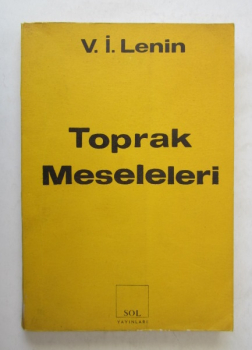 V. İ. Lenin
Toprak
Meseleleri
SOL
YAYINLARI